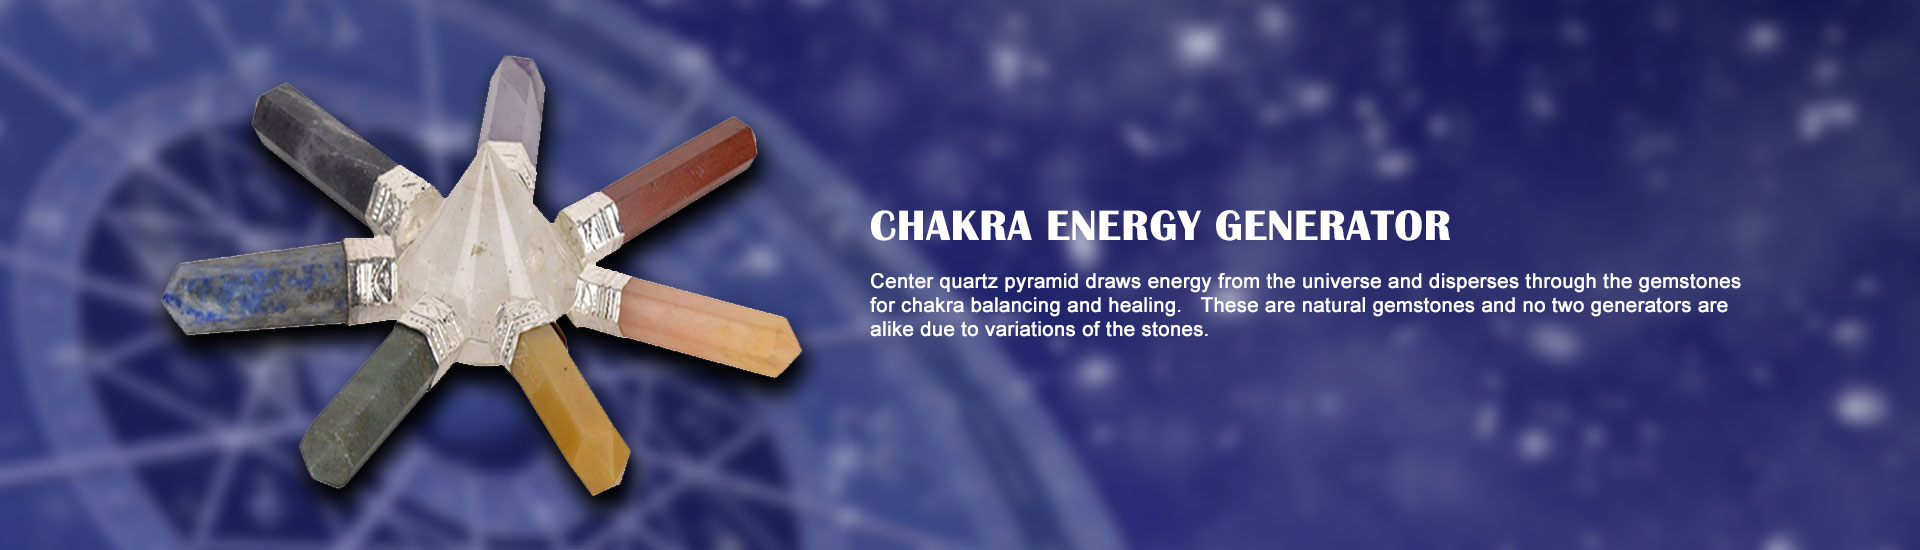 CHAKRA ENERGY GENERATOR
Center quartz pyramid draws energy from the universe and disperses through the gemstones
for chakra balancing and healing.   These are natural gemstones and no two generators are
alike due to variations of the stones.